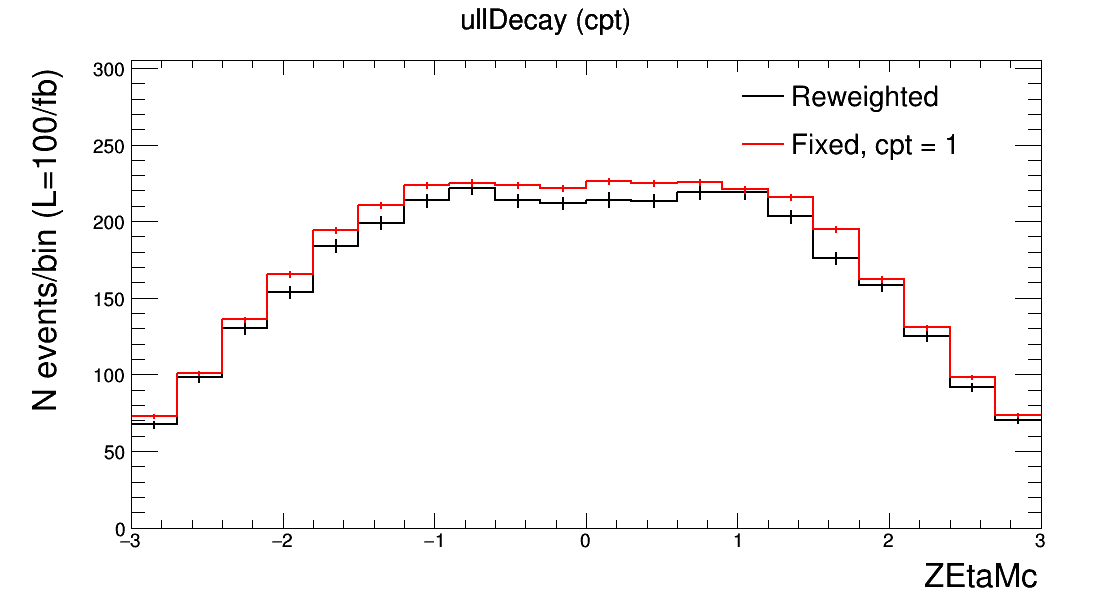 ullDecay (cpt)
N events/bin (L=100/fb)
300
250
200
150
100
50
0
Reweighted
Fixed, cpt = 1
−3 −2 −1 0 1 2 3
ZEtaMc